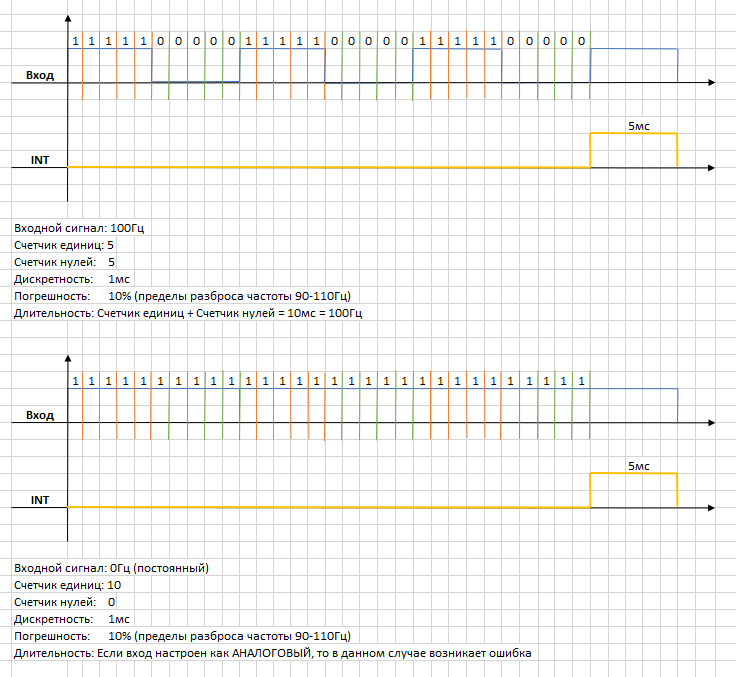 1 1 1 1 1 0 0 0 0 0 1 1 1 1 1 0 0 0 0 0 1 1 1 1 1 0 0 0 0 0
Вход
5мс
INT
Входной сигнал: 100Гц
Счетчик единиц: 5
Счетчик нулей: 5
Дискретность: 1мс
Погрешность: 10% (пределы разброса частоты 90-110Гц)
Длительность: Счетчик единиц + Счетчик нулей = 10мс = 100Гц
1 1 1 1 1 1 1 1 1 1 1 1 1 1 1 1 1 1 1 1 1 1 1 1 1 1 1 1 1 1
Вход
5мс
INT
Входной сигнал: 0Гц (постоянный)
Счетчик единиц: 10
Счетчик нулей: 0
Дискретность: 1мс
Погрешность: 10% (пределы разброса частоты 90-110Гц)
Длительность: Если вход настроен как АНАЛОГОВЫЙ, то в данном случае возникает ошибка